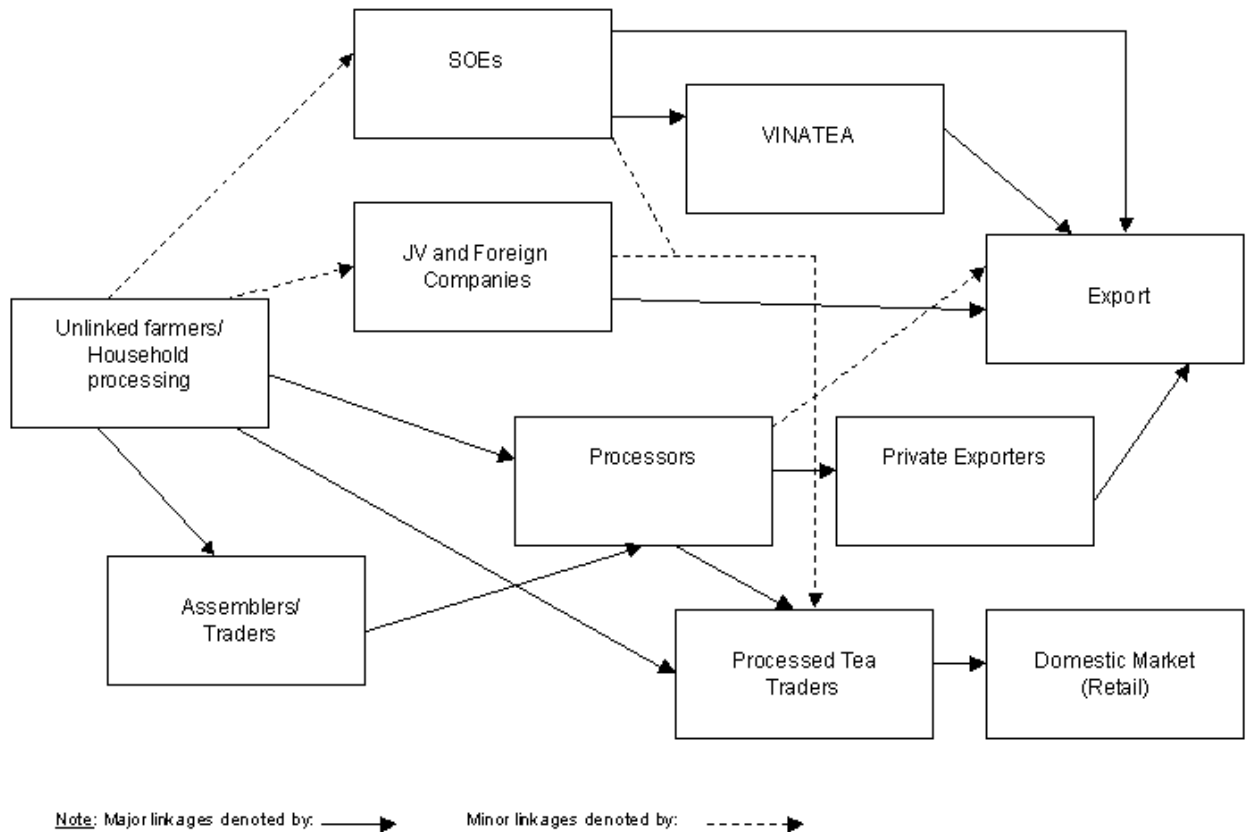 SOEs
VINATEA
JV and Foreign
Companies
Export
Unlinked farmers/
Household
processing
Processors
Private Exporters
Assemblers/
Traders
Processed Tea
Traders
Domestic Market
(Retail)
Note: Major linkages denoted by:
Minor linkages denoted by: